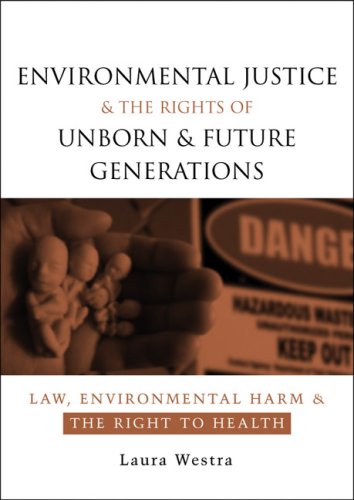 ENVIRONMENTAL JUSTICE
& THE RIGHTS OF
UNBORN & FUTURE
GENERATIONS
DANGE
HAZARDOUS WAST
KEEP OUT
LAW, ENVIRONMENTAL HARM &
THE RIGHT TO HEALTH
Laura Westra